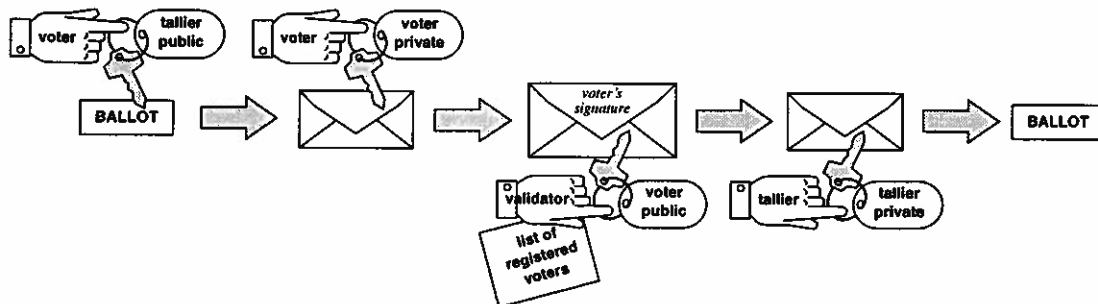 voter
tallier
public
voter
voter
private
BALLOT
voter's
signature
BALLOT
validator
voter
public
tallier
tallier
private
list of
registered
voters